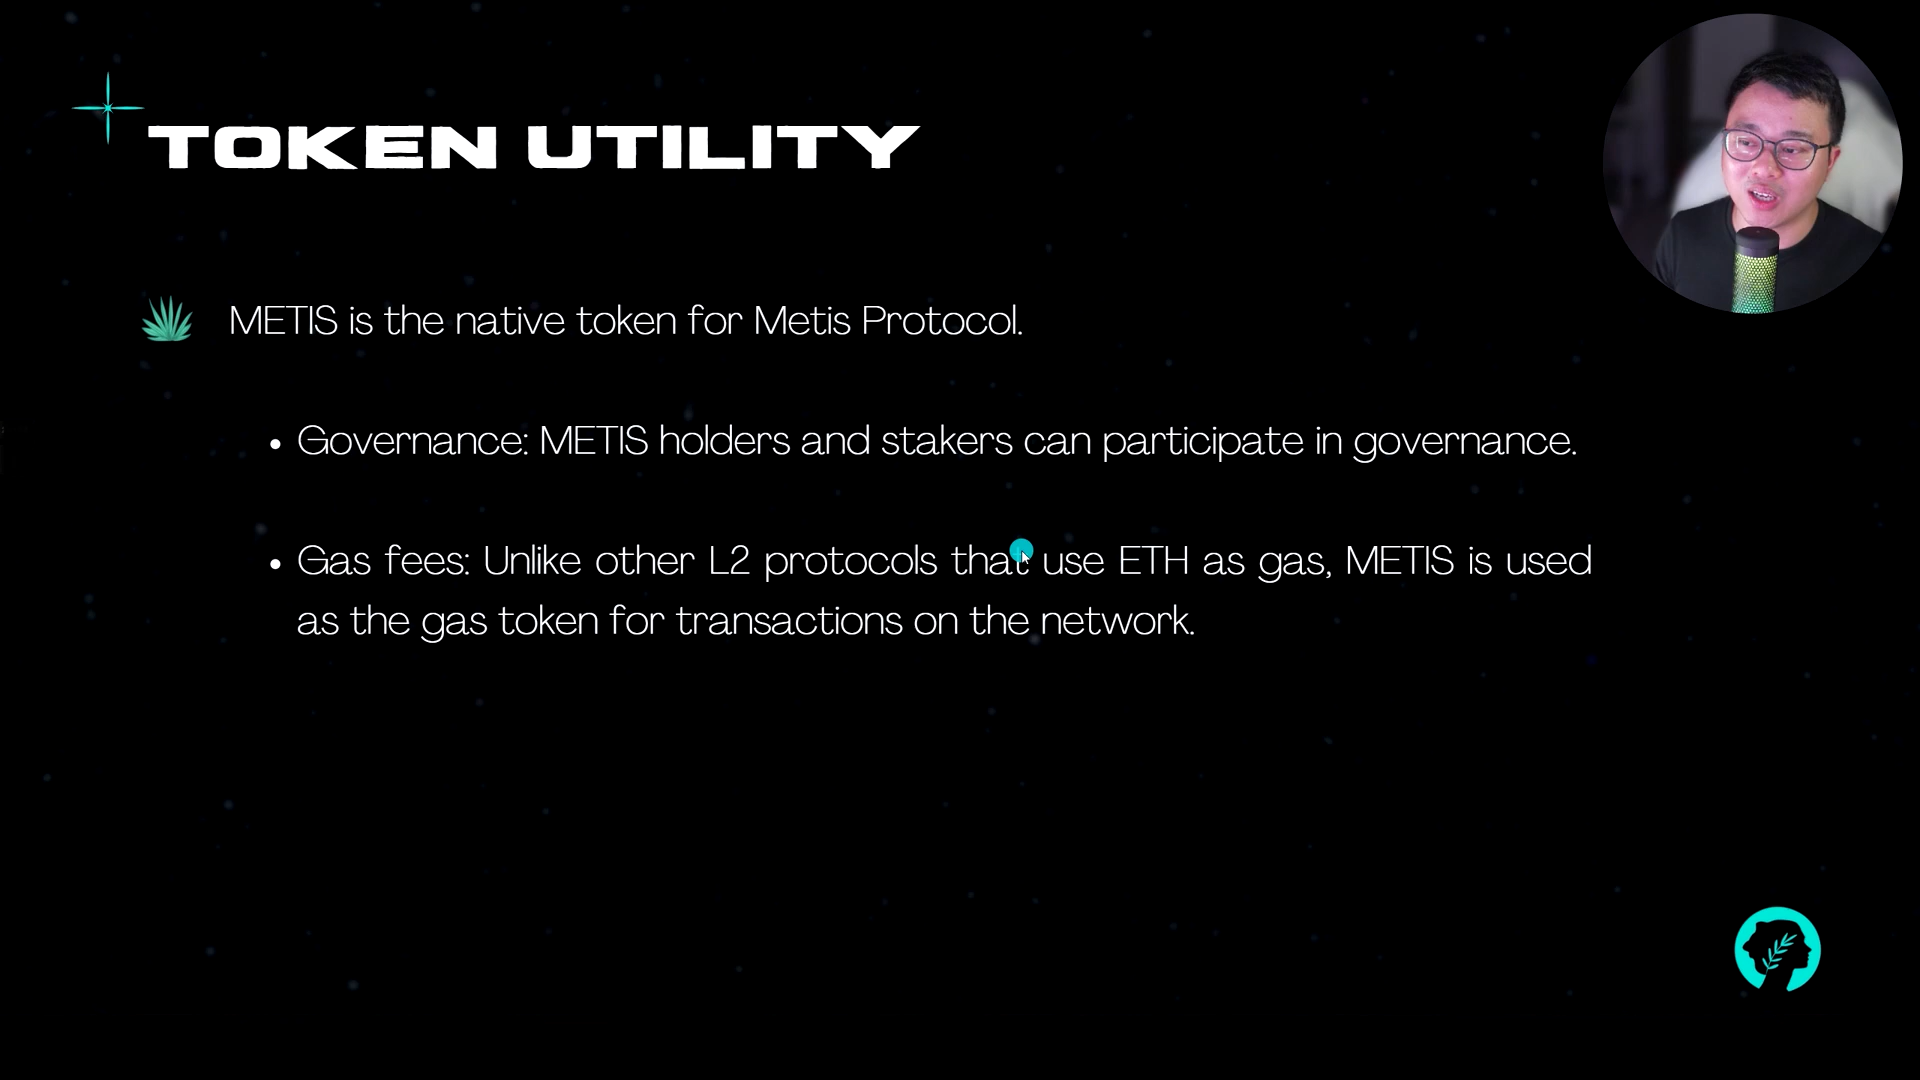 TOKEN UTILITY
METIS is the native token for Metis Protocol.
• Governance: METIS holders and stakers can participate in governance.
• Gas fees: Unlike other L2 protocols that use ETH as gas, METIS is used
as the gas token for transactions on the network.